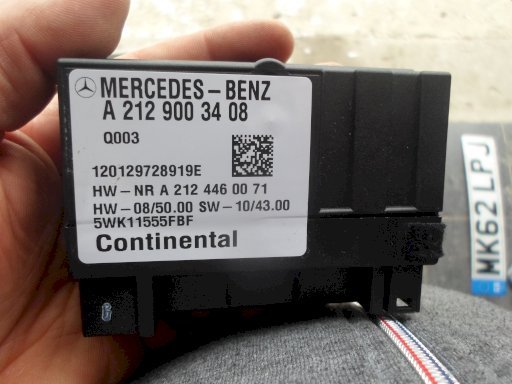 MERCEDES-BENZ
A 212 900 34 08
Q003
120129728919E
HW-NR A 212 446 00 71
HW-08/50.00 SW-10/43.00
5WK11555FBF
Continental
MK62 LPJ